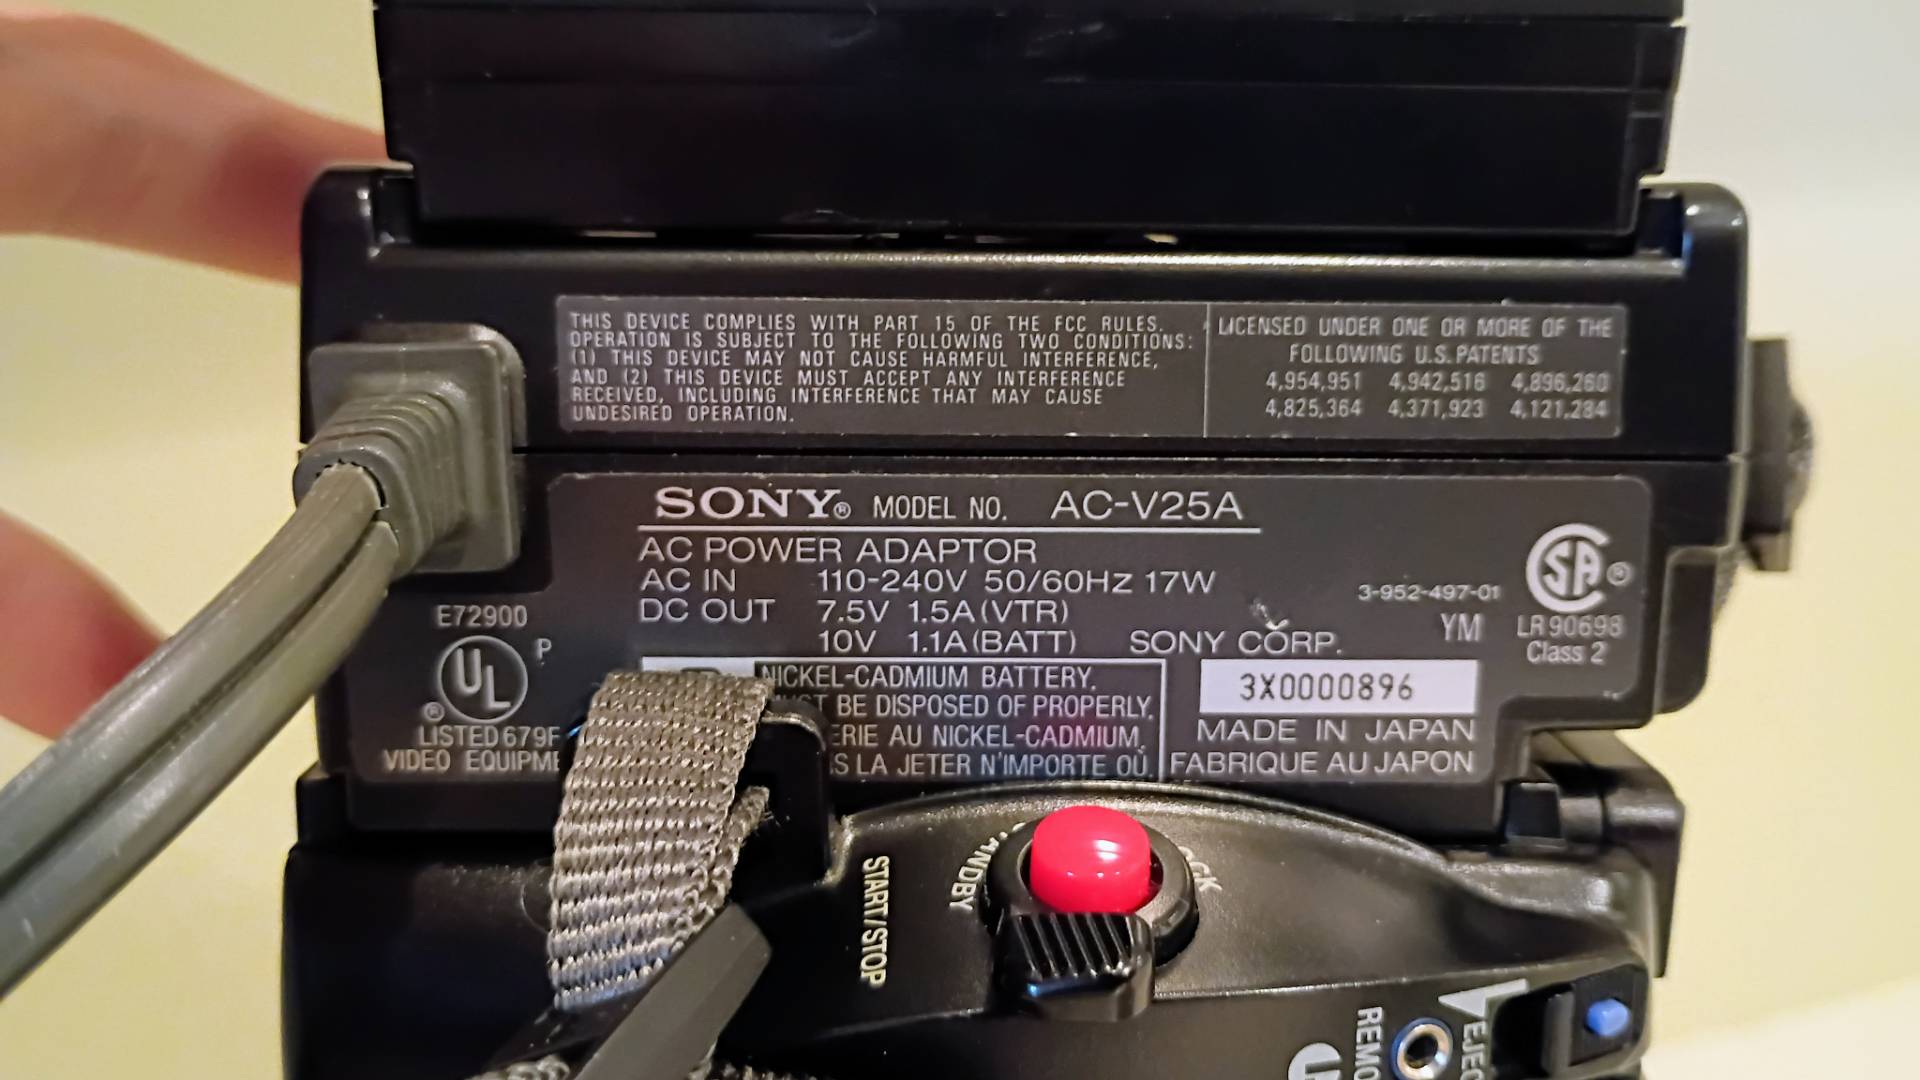 THIS DEVICE COMPLIES WITH PART 15 OF THE FCC RULES.
OPERATION IS SUBJECT TO THE FOLLOWING TWO CONDITIONS:
(1) THIS DEVICE MAY NOT CAUSE HARMFUL INTERFERENCE,
AND (2) THIS DEVICE MUST ACCEPT ANY INTERFERENCE
RECEIVED, INCLUDING INTERFERENCE THAT MAY CAUSE
UNDESIRED OPERATION.
LICENSED UNDER ONE OR MORE OF THE
FOLLOWING U.S. PATENTS
4,954,951 4,942,516 4,896,260
4,825,364 4,371,923 4,121,284
SONY® MODEL NO. AC-V25A
AC POWER ADAPTOR
AC IN 110-240V 50/60Hz 17W
DC OUT 7.5V 1.5A(VTR)
10V 1.1A(BATT)
SONY CORP.
3-952-497-01
YM
SA®
LR 90698
Class 2
E72900
UL® P
LISTED 679F
VIDEO EQUIPME
NICKEL-CADMIUM BATTERY.
BE DISPOSED OF PROPERLY.
AU NICKEL-CADMIUM,
LA JETER N'IMPORTE OÙ.
3X0000896
MADE IN JAPAN
FABRIQUE AU JAPON
START/STOP